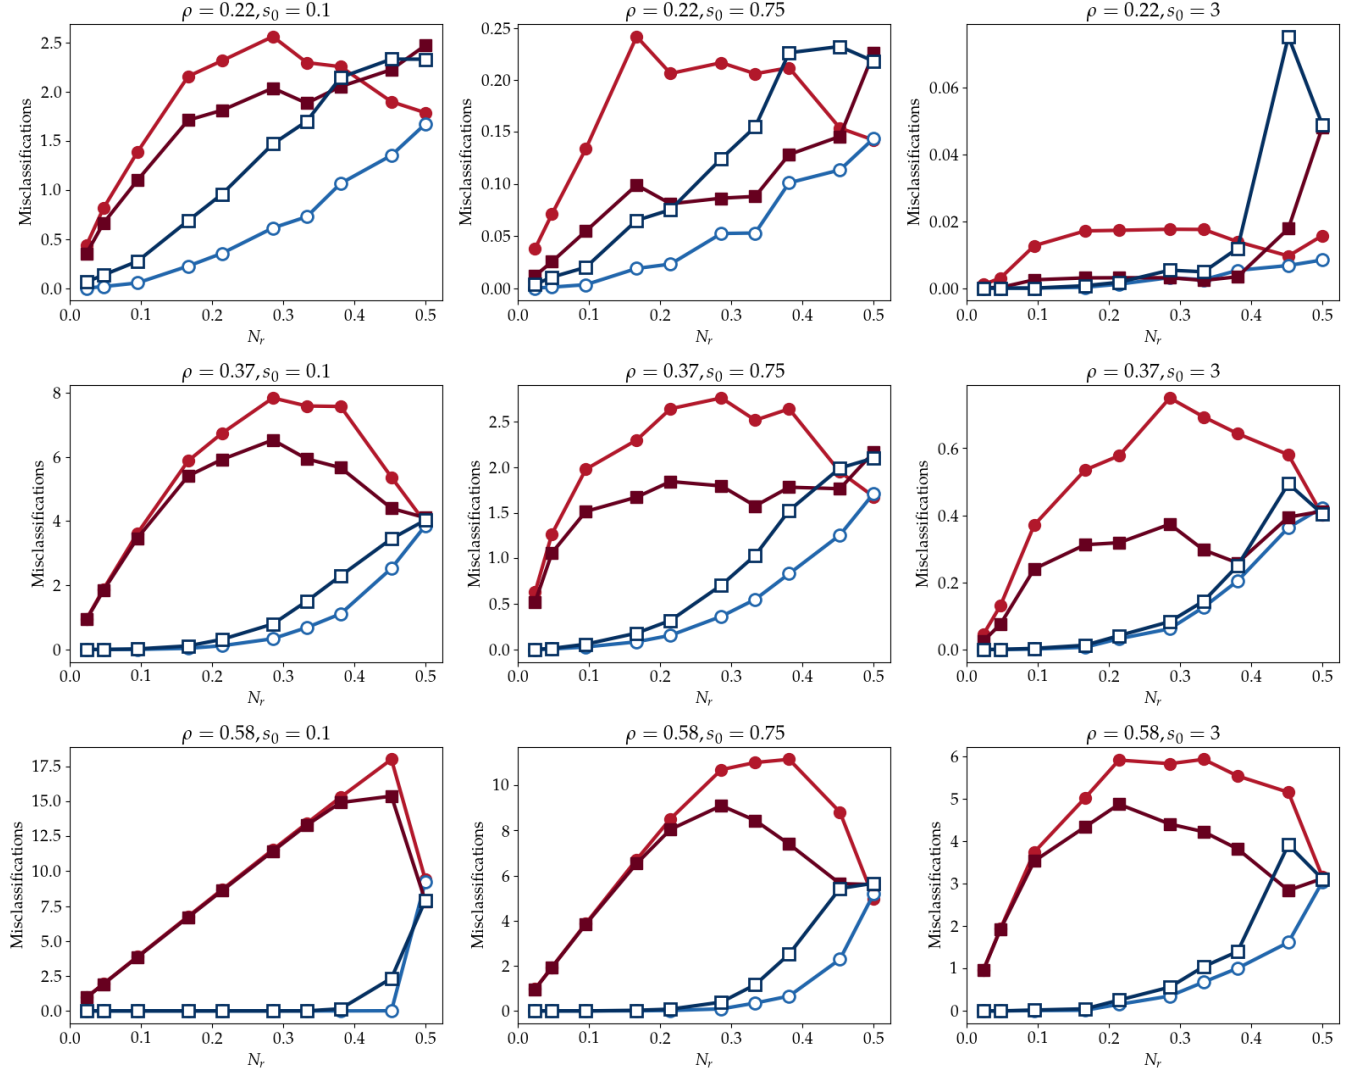 ρ = 0.22, s₀ = 0.1
Misclassifications
2.5
2.0
1.5
1.0
0.5
0.0
0.0 0.1 0.2 0.3 0.4 0.5
Nᵣ
ρ = 0.22, s₀ = 0.75
Misclassifications
0.25
0.20
0.15
0.10
0.05
0.00
0.0 0.1 0.2 0.3 0.4 0.5
Nᵣ
ρ = 0.22, s₀ = 3
Misclassifications
0.06
0.04
0.02
0.00
0.0 0.1 0.2 0.3 0.4 0.5
Nᵣ
ρ = 0.37, s₀ = 0.1
Misclassifications
8
6
4
2
0
0.0 0.1 0.2 0.3 0.4 0.5
Nᵣ
ρ = 0.37, s₀ = 0.75
Misclassifications
2.5
2.0
1.5
1.0
0.5
0.0
0.0 0.1 0.2 0.3 0.4 0.5
Nᵣ
ρ = 0.37, s₀ = 3
Misclassifications
0.6
0.4
0.2
0.0
0.0 0.1 0.2 0.3 0.4 0.5
Nᵣ
ρ = 0.58, s₀ = 0.1
Misclassifications
17.5
15.0
12.5
10.0
7.5
5.0
2.5
0.0
0.0 0.1 0.2 0.3 0.4 0.5
Nᵣ
ρ = 0.58, s₀ = 0.75
Misclassifications
10
8
6
4
2
0
0.0 0.1 0.2 0.3 0.4 0.5
Nᵣ
ρ = 0.58, s₀ = 3
Misclassifications
6
5
4
3
2
1
0
0.0 0.1 0.2 0.3 0.4 0.5
Nᵣ